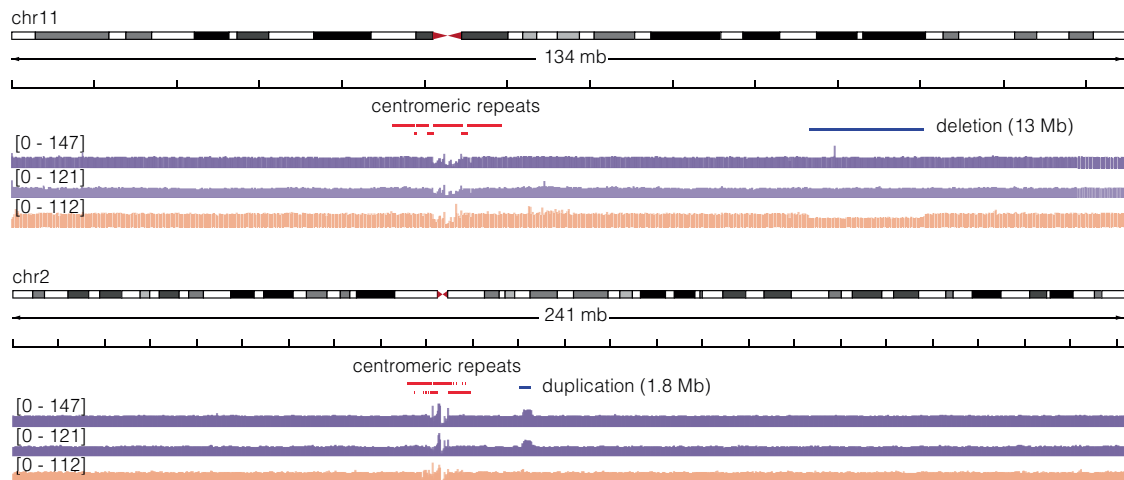 chr11
134 mb
centromeric repeats
deletion (13 Mb)
[0 - 147]
[0 - 121]
[0 - 112]
chr2
241 mb
centromeric repeats
duplication (1.8 Mb)
[0 - 147]
[0 - 121]
[0 - 112]